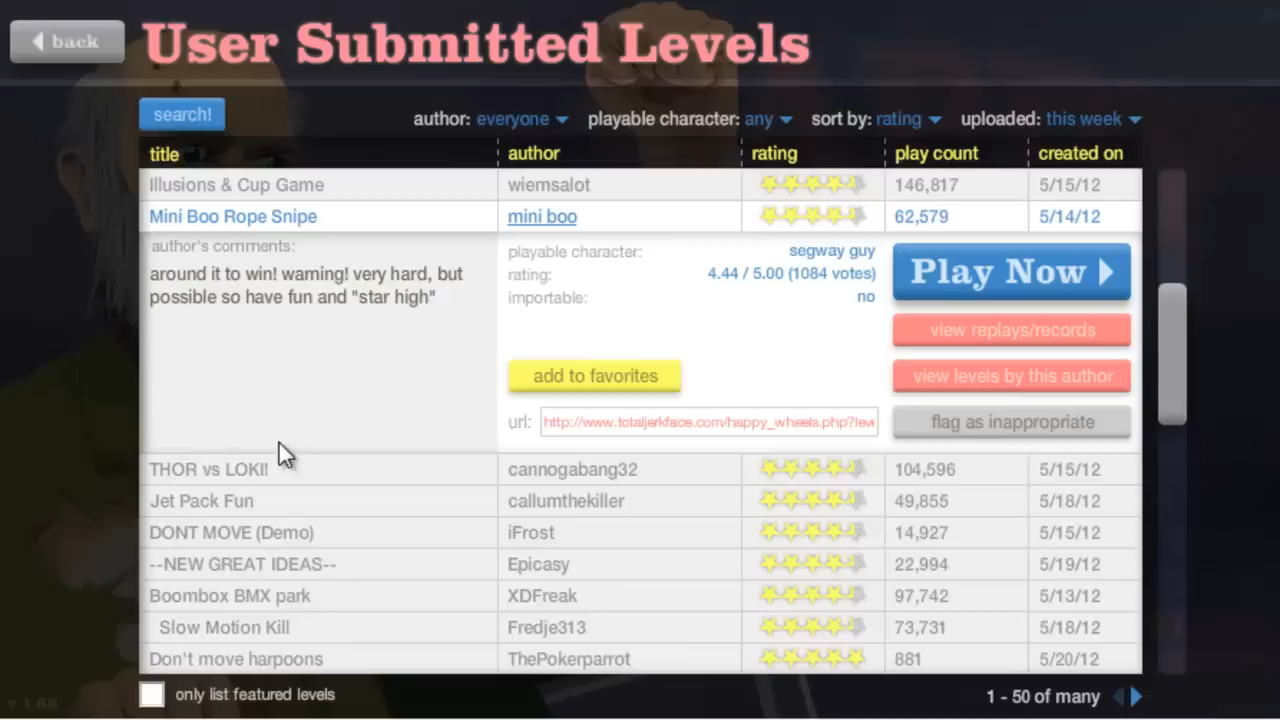 back
User Submitted Levels
search!
author: everyone playable character: any sort by: rating uploaded: this week
title author rating play count created on
Illusions & Cup Game wiemsalot 146,817 5/15/12
Mini Boo Rope Snipe mini boo 62,579 5/14/12
author's comments:
around it to win! warning! very hard, but
possible so have fun and "star high"
playable character: segway guy
rating: 4.44 / 5.00 (1084 votes)
importable: no
add to favorites
url: http://www.totaljerkface.com/happy_wheels.php?leve
Play Now
view replays/records
view levels by this author
flag as inappropriate
THOR vs LOKI! cannogabang32 104,596 5/15/12
Jet Pack Fun callumthekiller 49,855 5/18/12
DONT MOVE (Demo) iFrost 14,927 5/15/12
--NEW GREAT IDEAS-- Epicasy 22,994 5/19/12
Boombox BMX park XDFreak 97,742 5/13/12
Slow Motion Kill Fredje313 73,731 5/18/12
Don't move harpoons ThePokerparrot 881 5/20/12
only list featured levels
1 - 50 of many